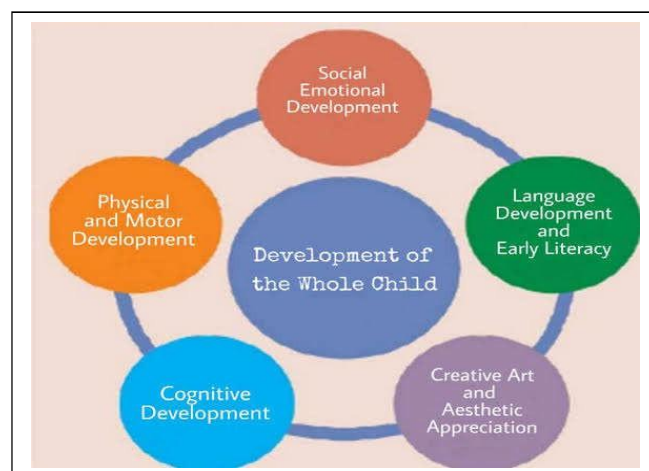 Social
Emotional
Development
Physical
and Motor
Development
Language
Development
and
Early Literacy
Development of
the Whole Child
Cognitive
Development
Creative Art
and
Aesthetic
Appreciation